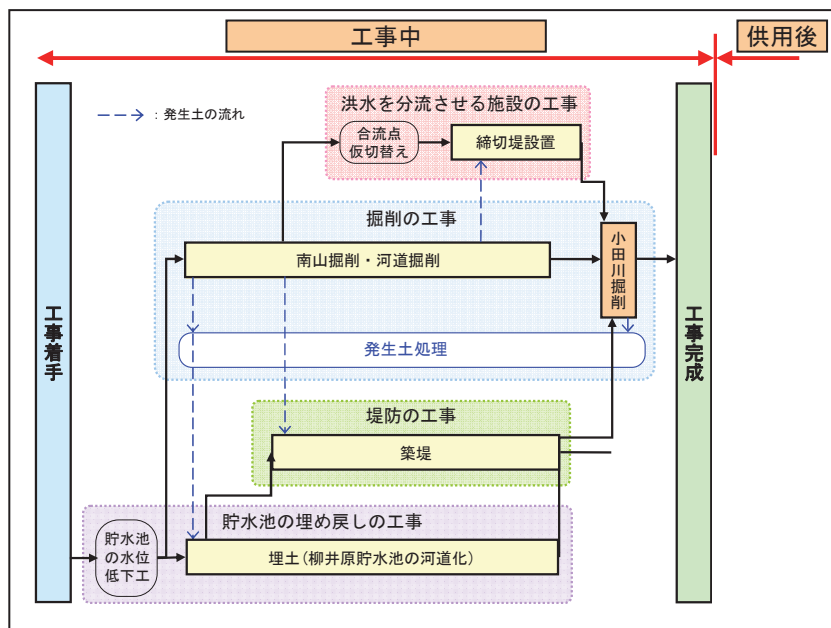 工事中
供用後
：発生土の流れ
洪水を分流させる施設の工事
合流点
仮切替え
締切堤設置
掘削の工事
南山掘削・河道掘削
小田川掘削
発生土処理
工事着手
工事完成
堤防の工事
築堤
貯水池の埋め戻しの工事
貯水池
の水位
低下工
埋土（柳井原貯水池の河道化）